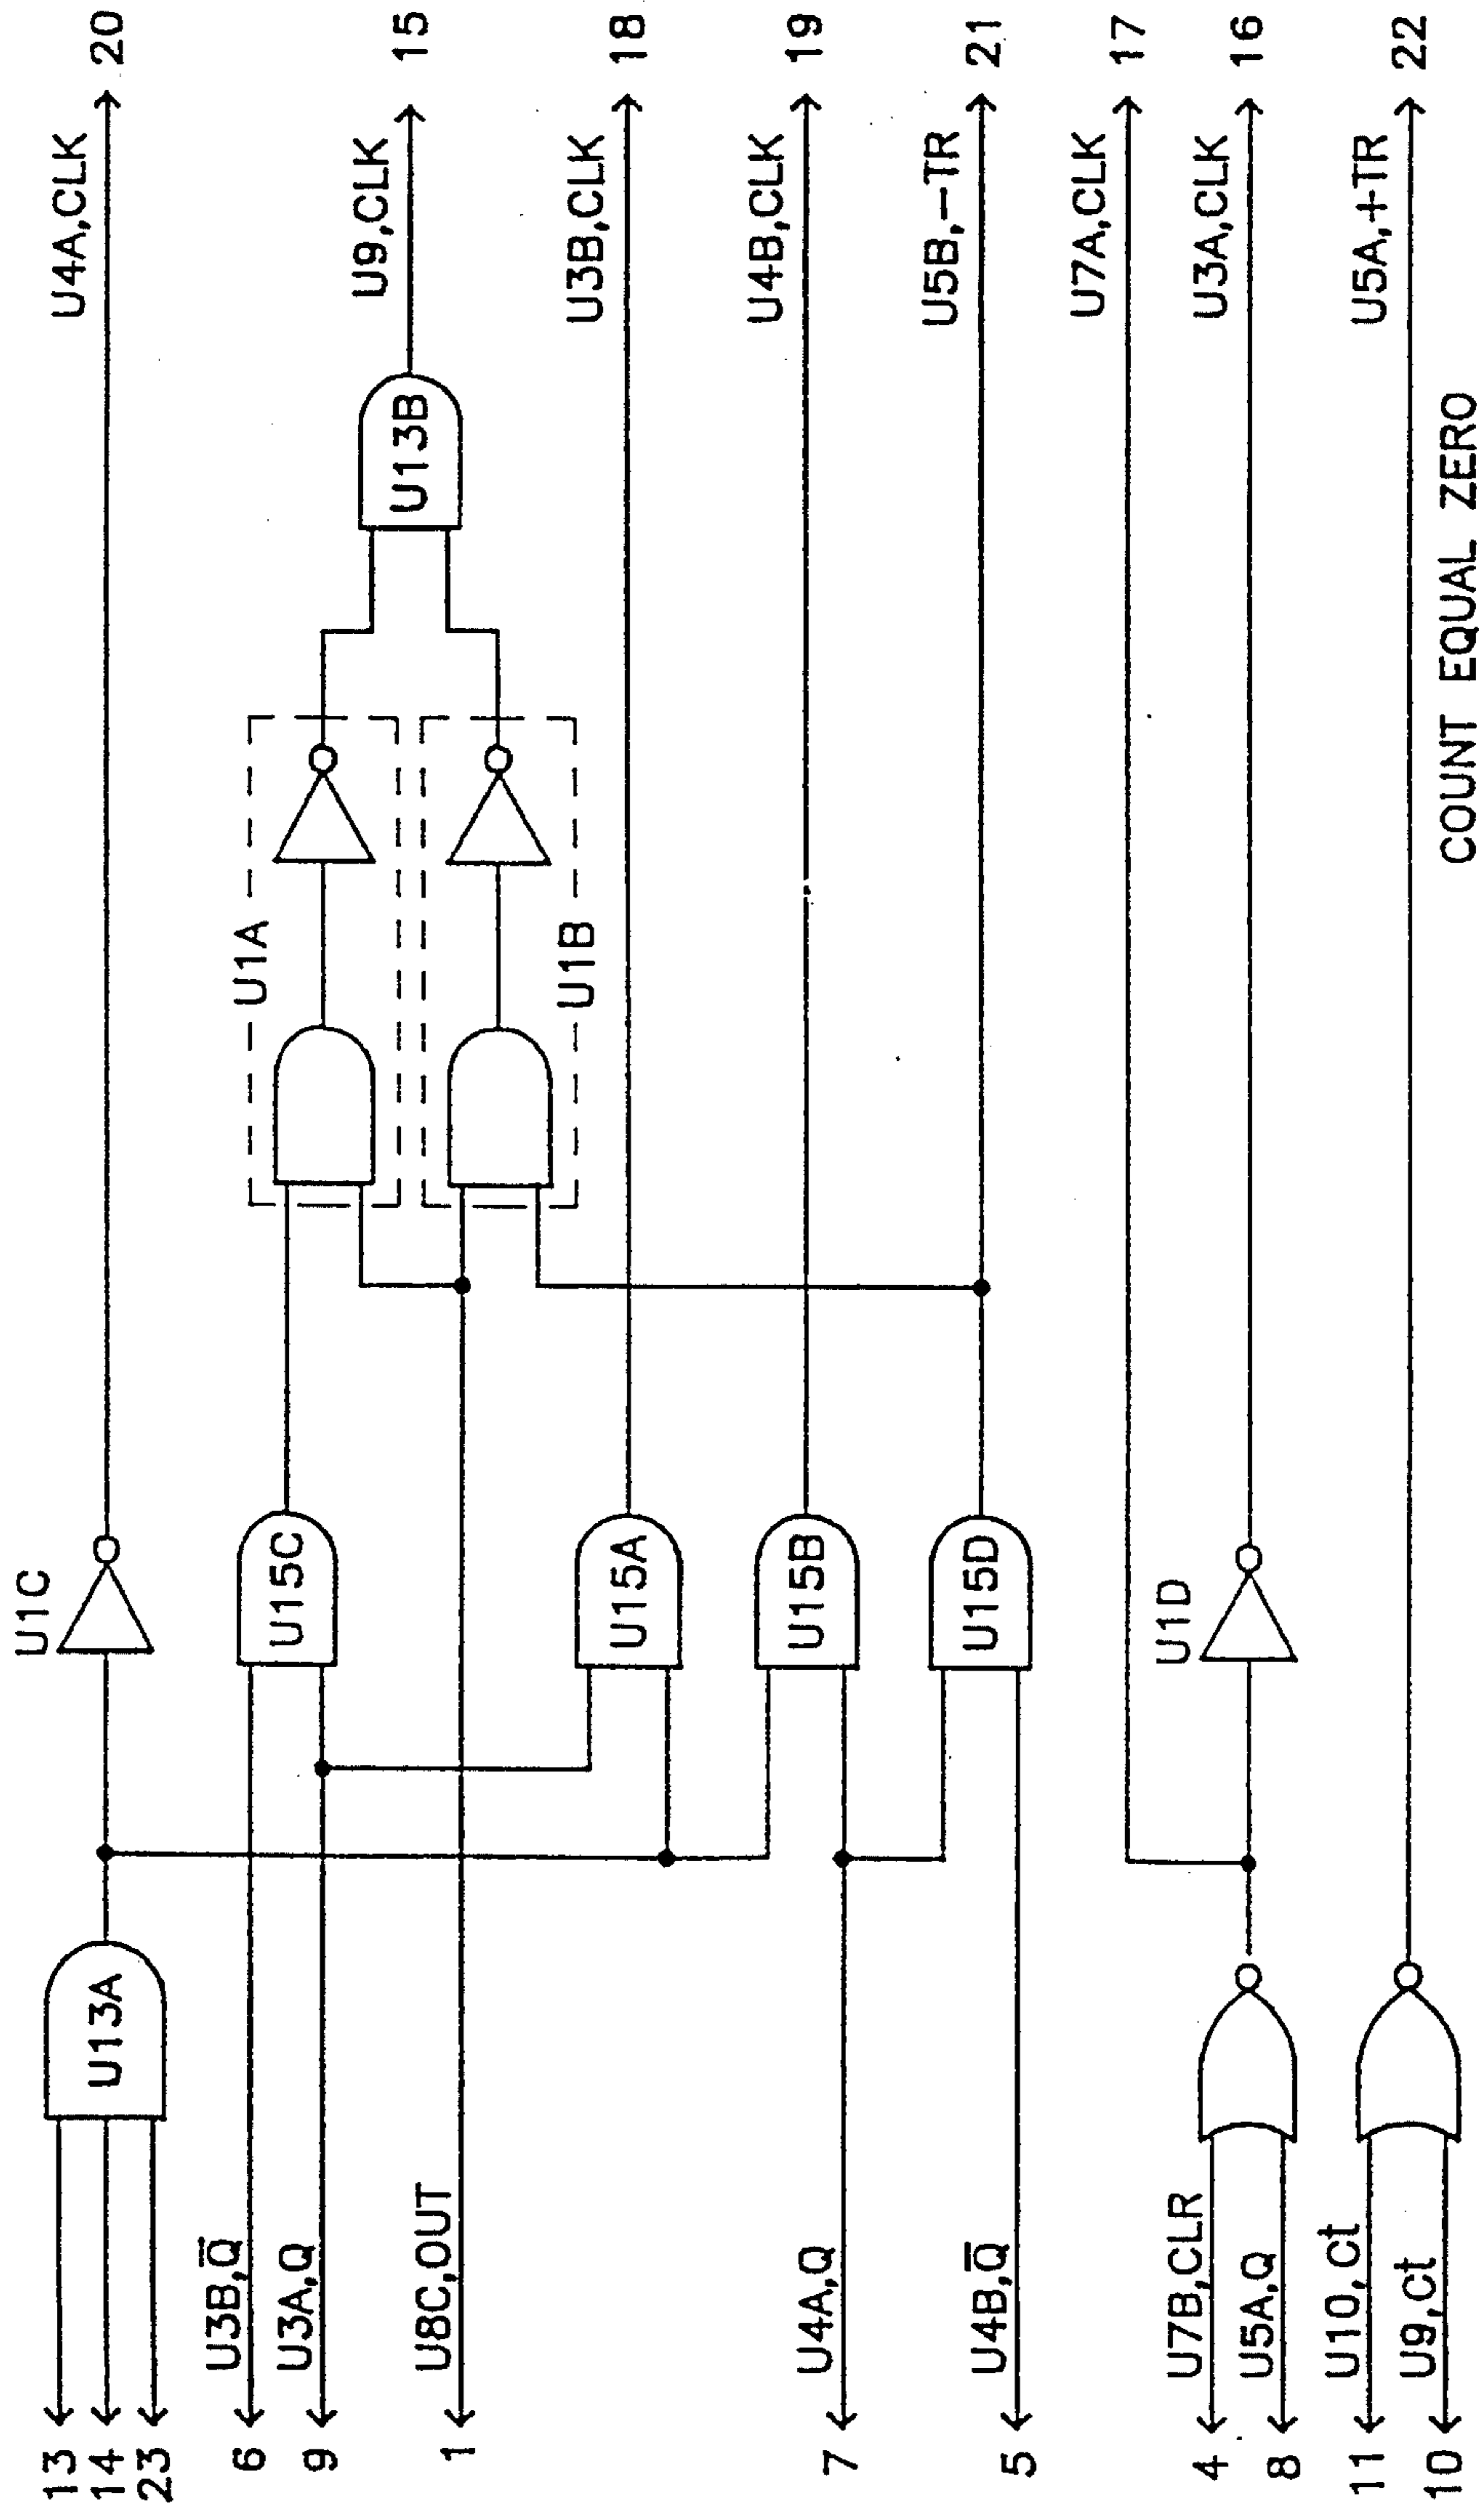 13
14
23
U13A
U1C
U4A,CLK
20
6
U3B,Q̅
9
U3A,Q
U15C
U1A
U13B
U9,CLK
15
1
U8C,OUT
U1B
U15A
U3B,CLK
18
U15B
U4B,CLK
19
7
U4A,Q
5
U4B,Q̅
U15D
U5B,-TR
21
U7A,CLK
17
4
U7B,CLR
8
U5A,Q
U1D
U3A,CLK
16
11
U10,Ct
10
U9,Ct
U5A,+TR
22
COUNT EQUAL ZERO